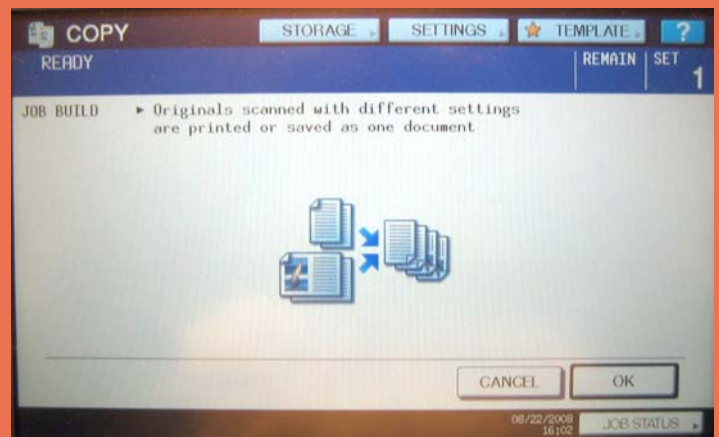 COPY
STORAGE
SETTINGS
TEMPLATE
?
READY
REMAIN
SET
1
JOB BUILD
Originals scanned with different settings
are printed or saved as one document
CANCEL
OK
08/22/2008
16:02
JOB STATUS